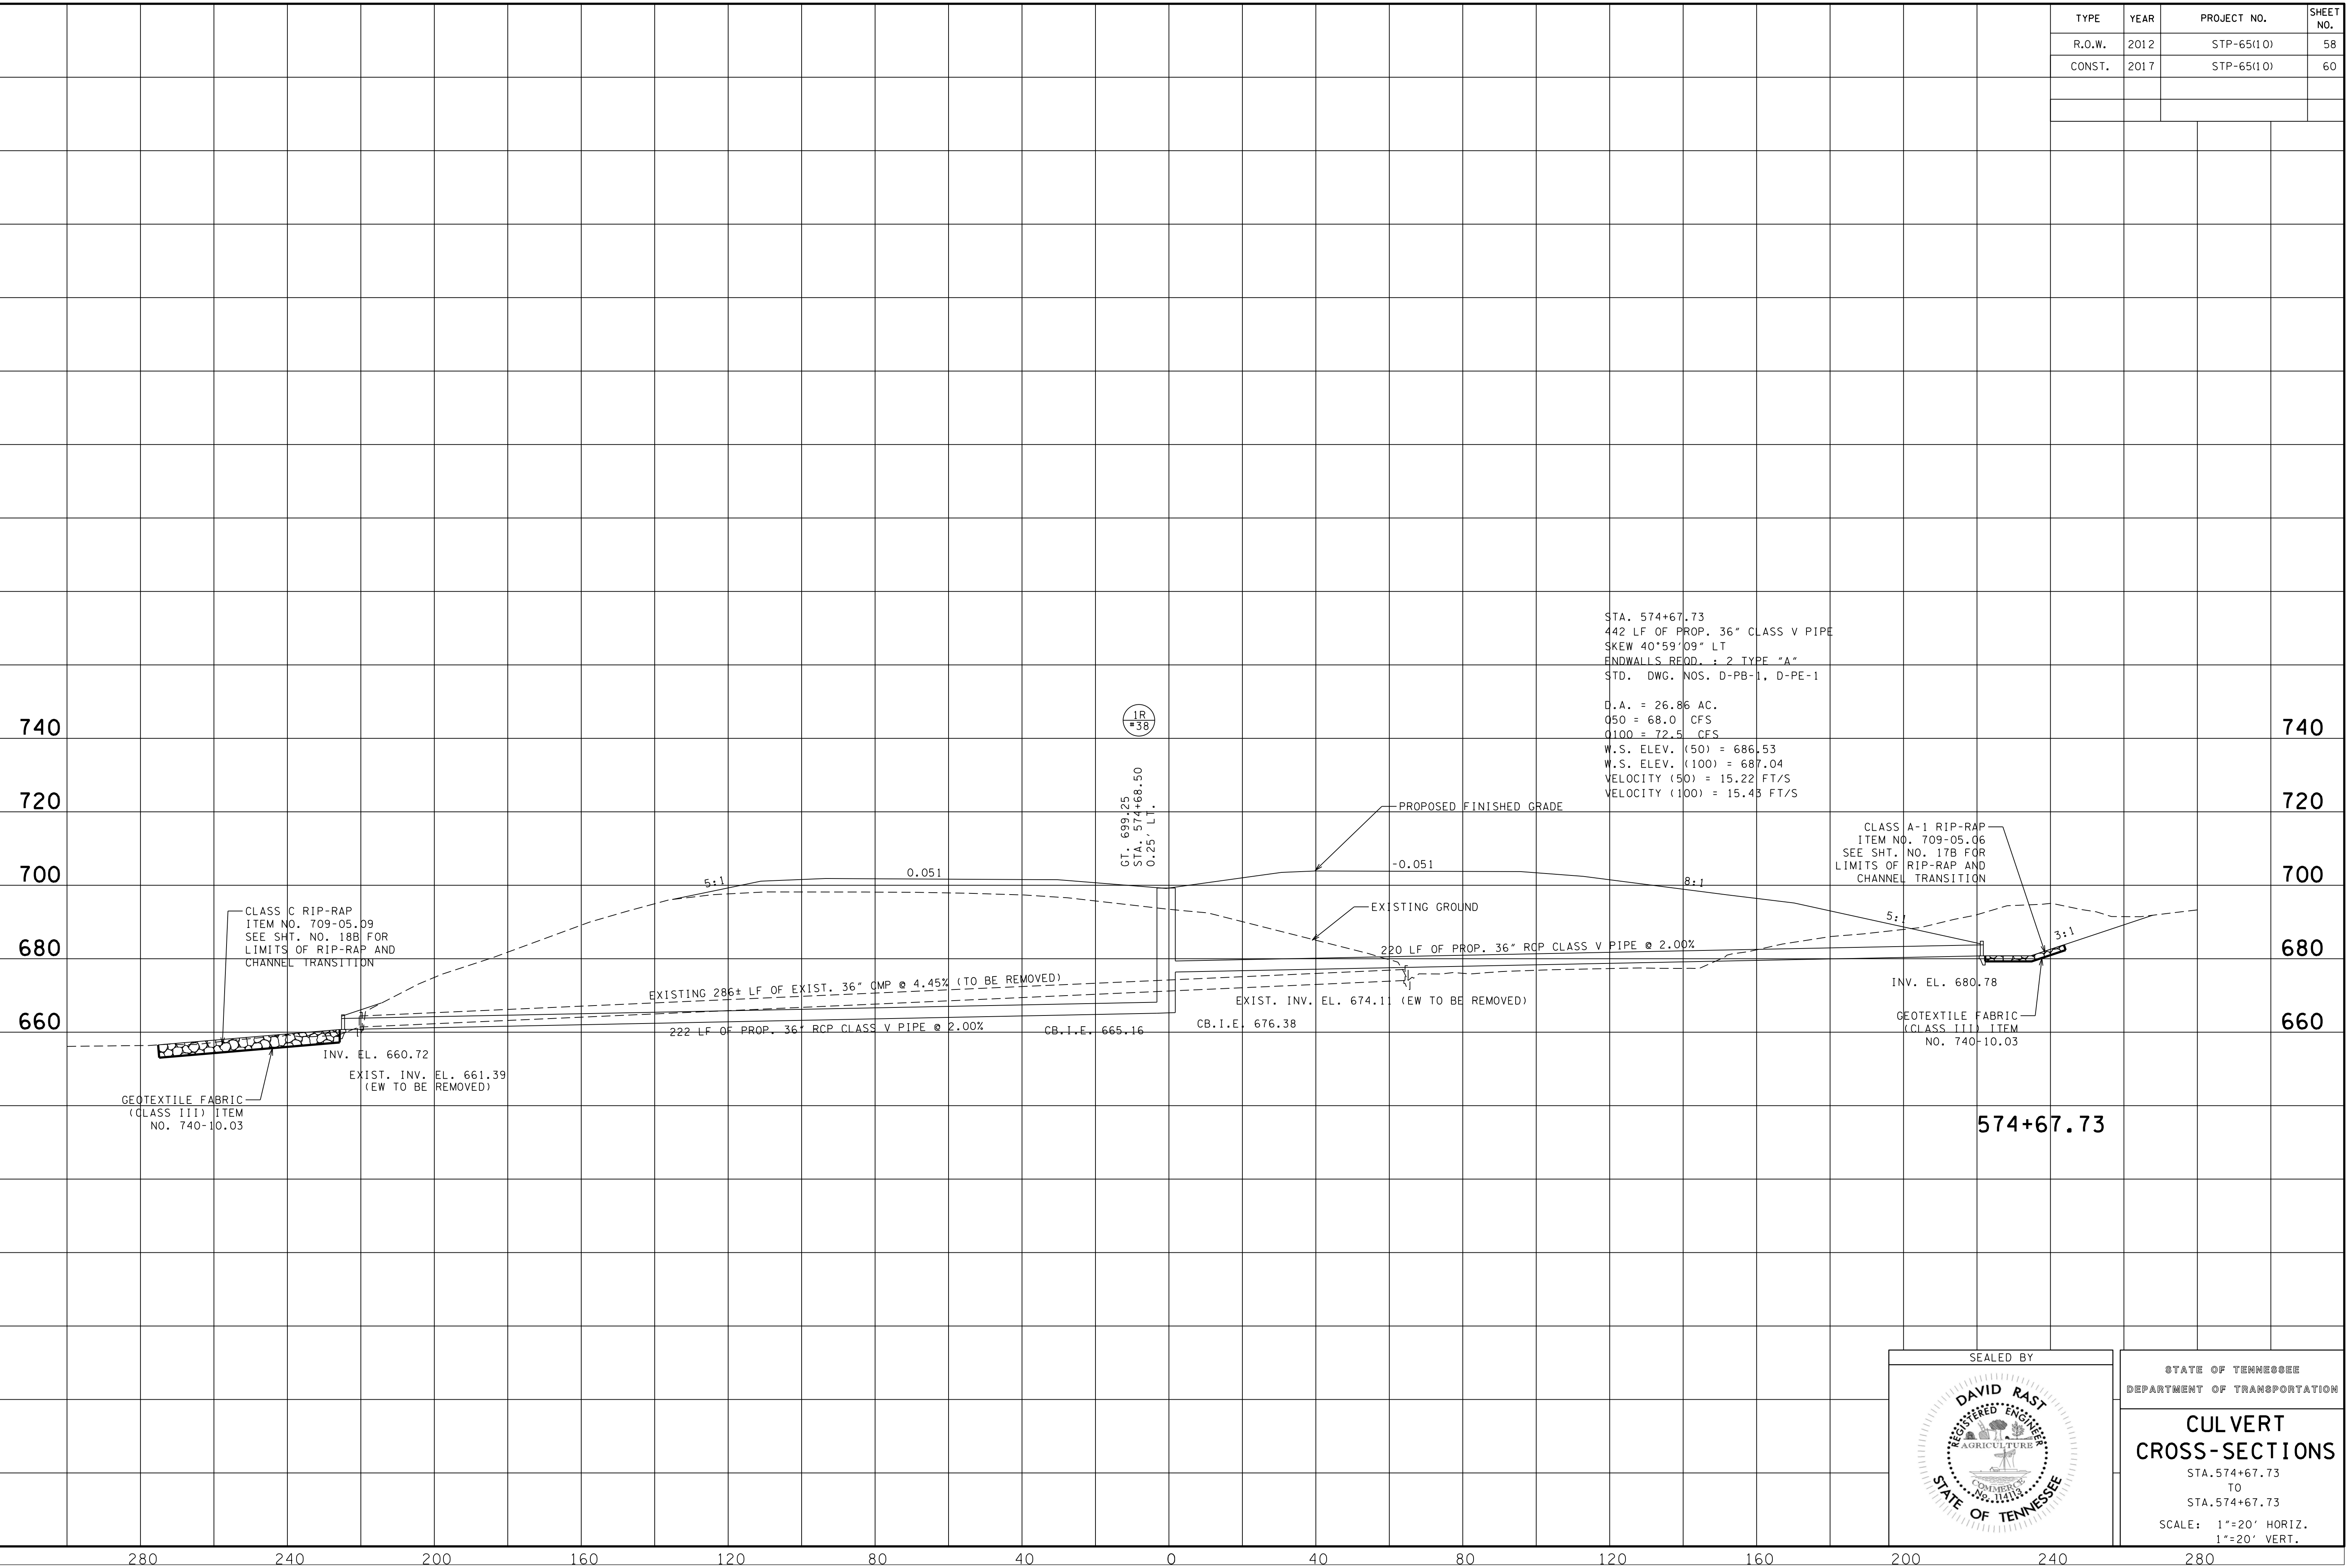 TYPE YEAR PROJECT NO. SHEET NO.
R.O.W. 2012 STP-65(10) 58
CONST. 2017 STP-65(10) 60
STA. 574+67.73
442 LF OF PROP. 36" CLASS V PIPE
SKEW 40°59'09" LT
ENDWALLS REQD. : 2 TYPE "A"
STD. DWG. NOS. D-PB-1, D-PE-1
D.A. = 26.86 AC.
Q50 = 68.0 CFS
Q100 = 72.5 CFS
W.S. ELEV. (50) = 686.53
W.S. ELEV. (100) = 687.04
VELOCITY (50) = 15.22 FT/S
VELOCITY (100) = 15.43 FT/S
1R
#38
GT. 699.25
STA. 574+68.50
0.25' LT.
740
740
720
720
700
700
680
680
660
660
PROPOSED FINISHED GRADE
CLASS A-1 RIP-RAP
ITEM NO. 709-05.06
SEE SHT. NO. 17B FOR
LIMITS OF RIP-RAP AND
CHANNEL TRANSITION
5:1
0.051
-0.051
8:1
5:1
3:1
CLASS C RIP-RAP
ITEM NO. 709-05.09
SEE SHT. NO. 18B FOR
LIMITS OF RIP-RAP AND
CHANNEL TRANSITION
EXISTING GROUND
220 LF OF PROP. 36" RCP CLASS V PIPE @ 2.00%
EXISTING 286± LF OF EXIST. 36" CMP @ 4.45% (TO BE REMOVED)
INV. EL. 680.78
EXIST. INV. EL. 674.11 (EW TO BE REMOVED)
222 LF OF PROP. 36" RCP CLASS V PIPE @ 2.00%
CB.I.E. 665.16
CB.I.E. 676.38
GEOTEXTILE FABRIC
(CLASS III) ITEM
NO. 740-10.03
INV. EL. 660.72
EXIST. INV. EL. 661.39
(EW TO BE REMOVED)
GEOTEXTILE FABRIC
(CLASS III) ITEM
NO. 740-10.03
574+67.73
SEALED BY
DAVID RAST
REGISTERED ENGINEER
AGRICULTURE
COMMERCE
No. 114113
STATE OF TENNESSEE
STATE OF TENNESSEE
DEPARTMENT OF TRANSPORTATION
CULVERT
CROSS-SECTIONS
STA.574+67.73
TO
STA.574+67.73
SCALE: 1"=20' HORIZ.
1"=20' VERT.
280 240 200 160 120 80 40 0 40 80 120 160 200 240 280